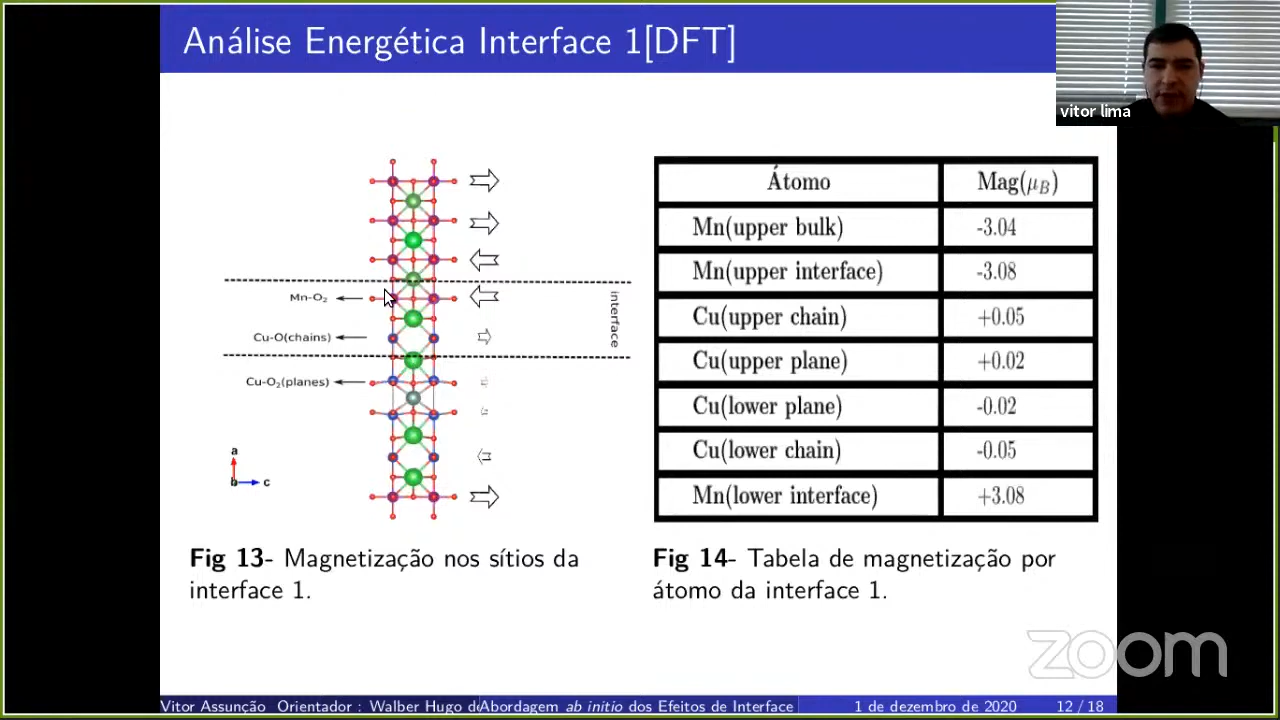 Análise Energética Interface 1[DFT]
vitor lima
Mn-O₂
Cu-O(chains)
Cu-O₂(planes)
interface
a
b
c
Átomo Mag(μ_B)
Mn(upper bulk) -3.04
Mn(upper interface) -3.08
Cu(upper chain) +0.05
Cu(upper plane) +0.02
Cu(lower plane) -0.02
Cu(lower chain) -0.05
Mn(lower interface) +3.08
Fig 13- Magnetização nos sítios da
interface 1.
Fig 14- Tabela de magnetização por
átomo da interface 1.
zoom
Vitor Assunção Orientador : Walber Hugo de Abordagem ab initio dos Efeitos de Interface 1 de dezembro de 2020 12 / 18